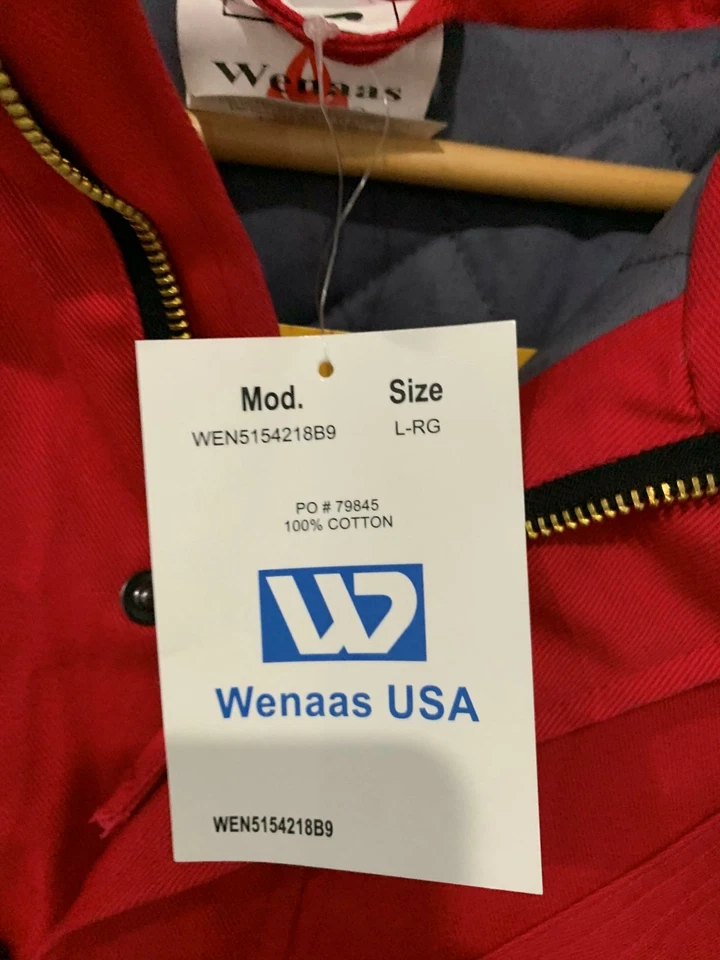 Wenaas
Mod. Size
WEN5154218B9 L-RG
PO # 79845
100% COTTON
Wenaas USA
WEN5154218B9